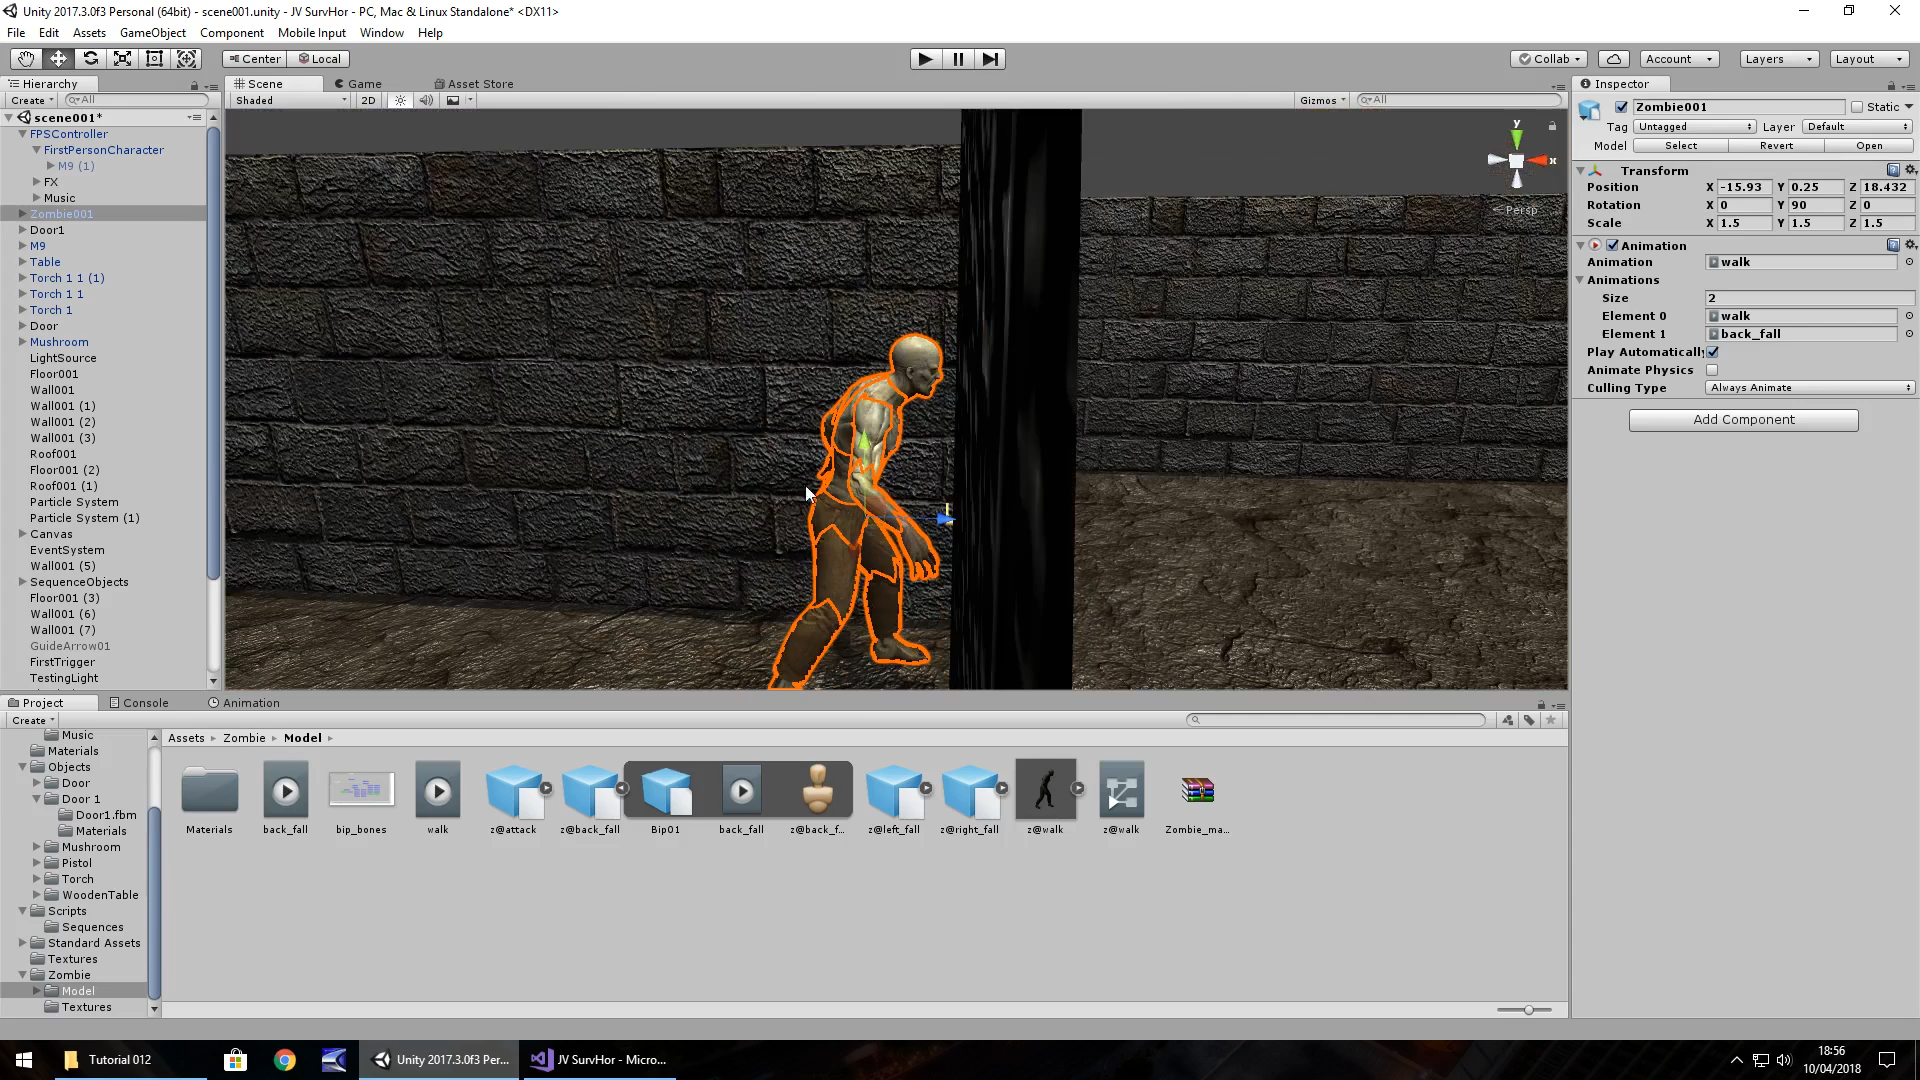 Unity 2017.3.0f3 Personal (64bit) - scene001.unity - JV SurvHor - PC, Mac & Linux Standalone* <DX11>
File Edit Assets GameObject Component Mobile Input Window Help
Center Local Collab Account Layers Layout
Hierarchy
Create All
scene001*
FPSController
FirstPersonCharacter
M9 (1)
FX
Music
Zombie001
Door1
M9
Table
Torch 1 1 (1)
Torch 1 1
Torch 1
Door
Mushroom
LightSource
Floor001
Wall001
Wall001 (1)
Wall001 (2)
Wall001 (3)
Roof001
Floor001 (2)
Roof001 (1)
Particle System
Particle System (1)
Canvas
EventSystem
Wall001 (5)
SequenceObjects
Floor001 (3)
Wall001 (6)
Wall001 (7)
GuideArrow01
FirstTrigger
TestingLight
Scene Game Asset Store
Shaded 2D Gizmos All
y
x
Persp
Inspector
Zombie001 Static
Tag Untagged Layer Default
Model Select Revert Open
Transform
Position X -15.93 Y 0.25 Z 18.432
Rotation X 0 Y 90 Z 0
Scale X 1.5 Y 1.5 Z 1.5
Animation
Animation walk
Animations
Size 2
Element 0 walk
Element 1 back_fall
Play Automatically
Animate Physics
Culling Type Always Animate
Add Component
Project Console Animation
Create
Music
Materials
Objects
Door
Door 1
Door1.fbm
Materials
Mushroom
Pistol
Torch
WoodenTable
Scripts
Sequences
Standard Assets
Textures
Zombie
Model
Textures
Assets Zombie Model
Materials back_fall bip_bones walk z@attack z@back_fall Bip01 back_fall z@back_f... z@left_fall z@right_fall z@walk z@walk Zombie_ma...
Tutorial 012 Unity 2017.3.0f3 Per... JV SurvHor - Micro...
18:56
10/04/2018